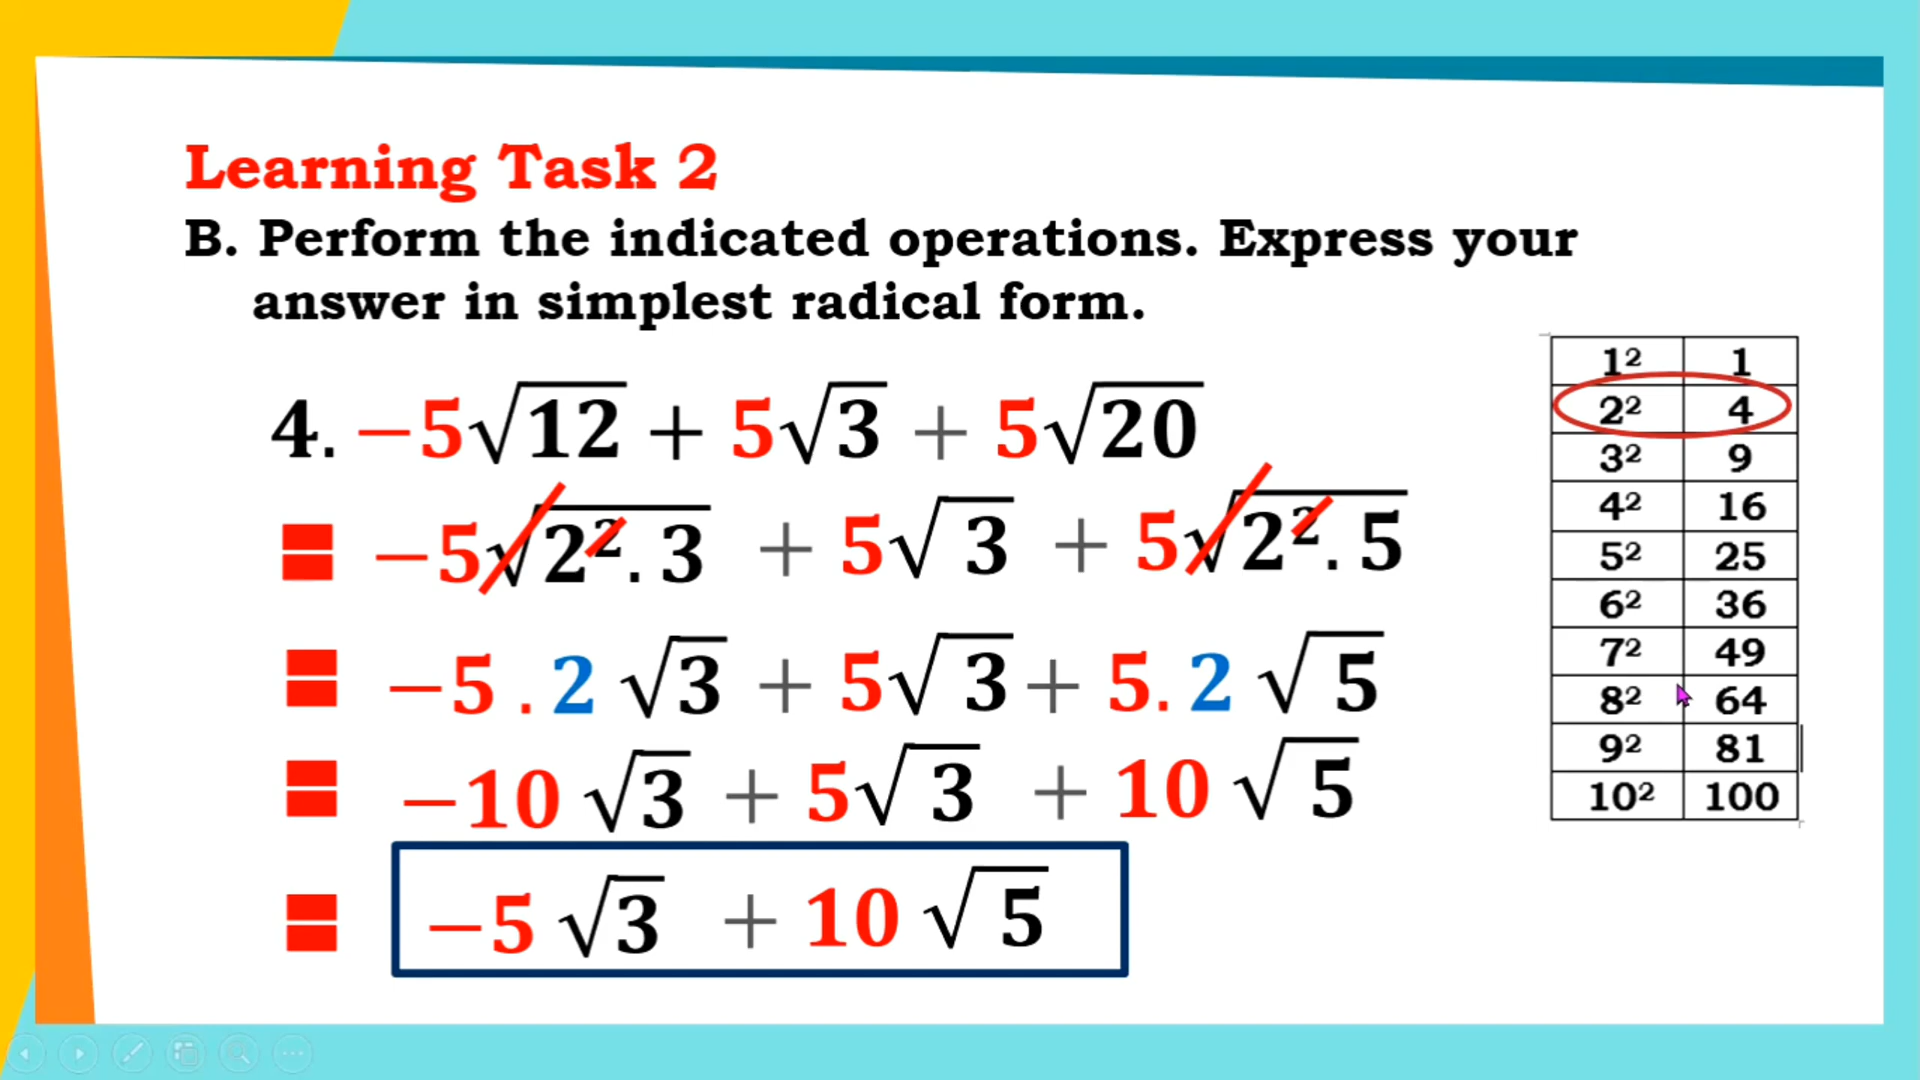 Learning Task 2
B. Perform the indicated operations. Express your
answer in simplest radical form.
4. −5√12 + 5√3 + 5√20
= −5√2².3 + 5√3 + 5√2².5
= −5 . 2 √3 + 5√3 + 5. 2 √5
= −10 √3 + 5√3 + 10 √5
= −5 √3 + 10 √5
1² 1
2² 4
3² 9
4² 16
5² 25
6² 36
7² 49
8² 64
9² 81
10² 100